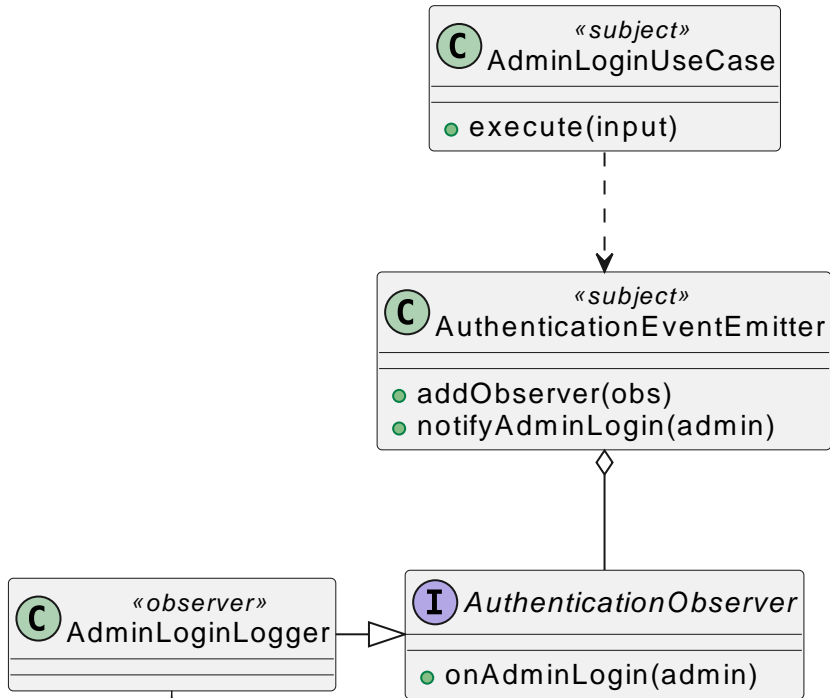 «subject»
C AdminLoginUseCase
execute(input)
«subject»
C AuthenticationEventEmitter
addObserver(obs)
notifyAdminLogin(admin)
«observer»
C AdminLoginLogger
I AuthenticationObserver
onAdminLogin(admin)